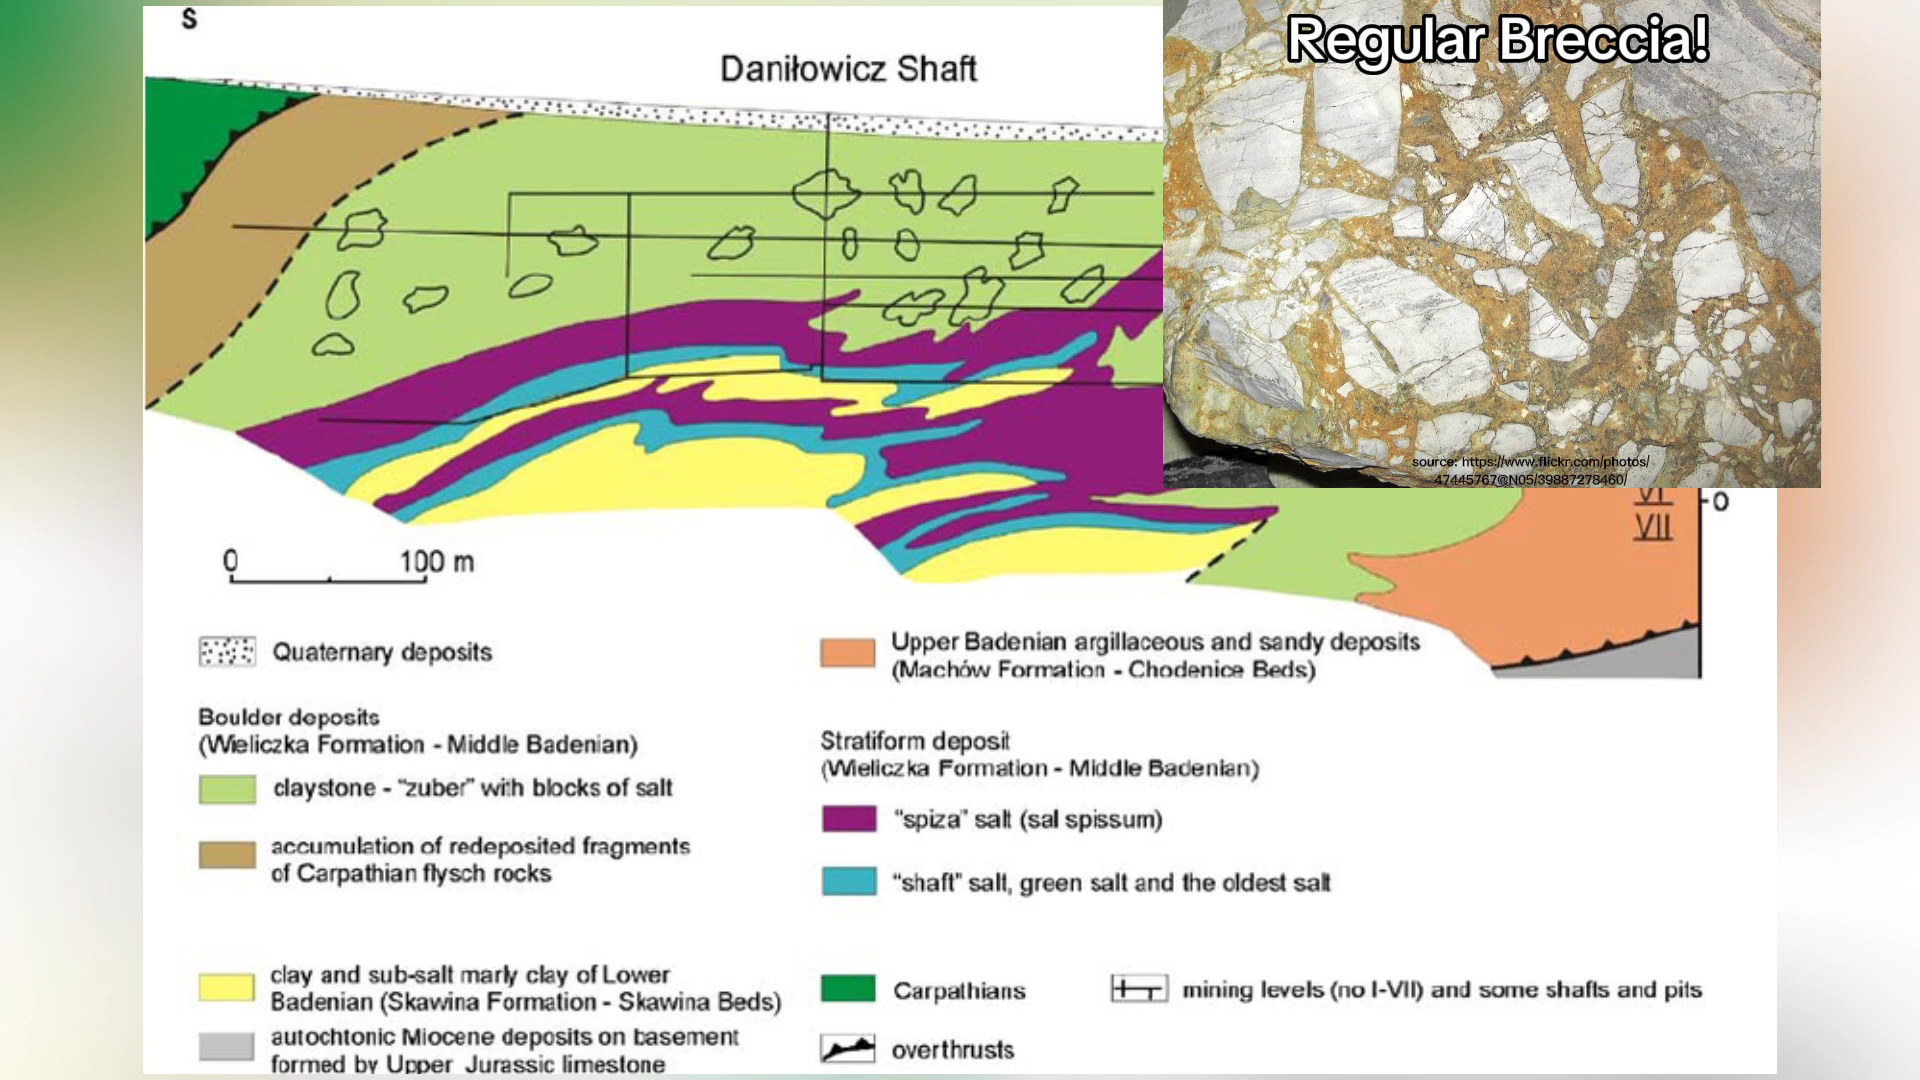 S
Daniłowicz Shaft
Regular Breccia!
source: https://www.flickr.com/photos/
47445767@N05/39887278460/
VI
0
VII
0 100 m
Quaternary deposits
Boulder deposits
(Wieliczka Formation - Middle Badenian)
claystone - “zuber” with blocks of salt
accumulation of redeposited fragments
of Carpathian flysch rocks
clay and sub-salt marly clay of Lower
Badenian (Skawina Formation - Skawina Beds)
autochtonic Miocene deposits on basement
formed by Upper Jurassic limestone
Upper Badenian argillaceous and sandy deposits
(Machów Formation - Chodenice Beds)
Stratiform deposit
(Wieliczka Formation - Middle Badenian)
“spiza” salt (sal spissum)
“shaft” salt, green salt and the oldest salt
Carpathians
mining levels (no I-VII) and some shafts and pits
overthrusts